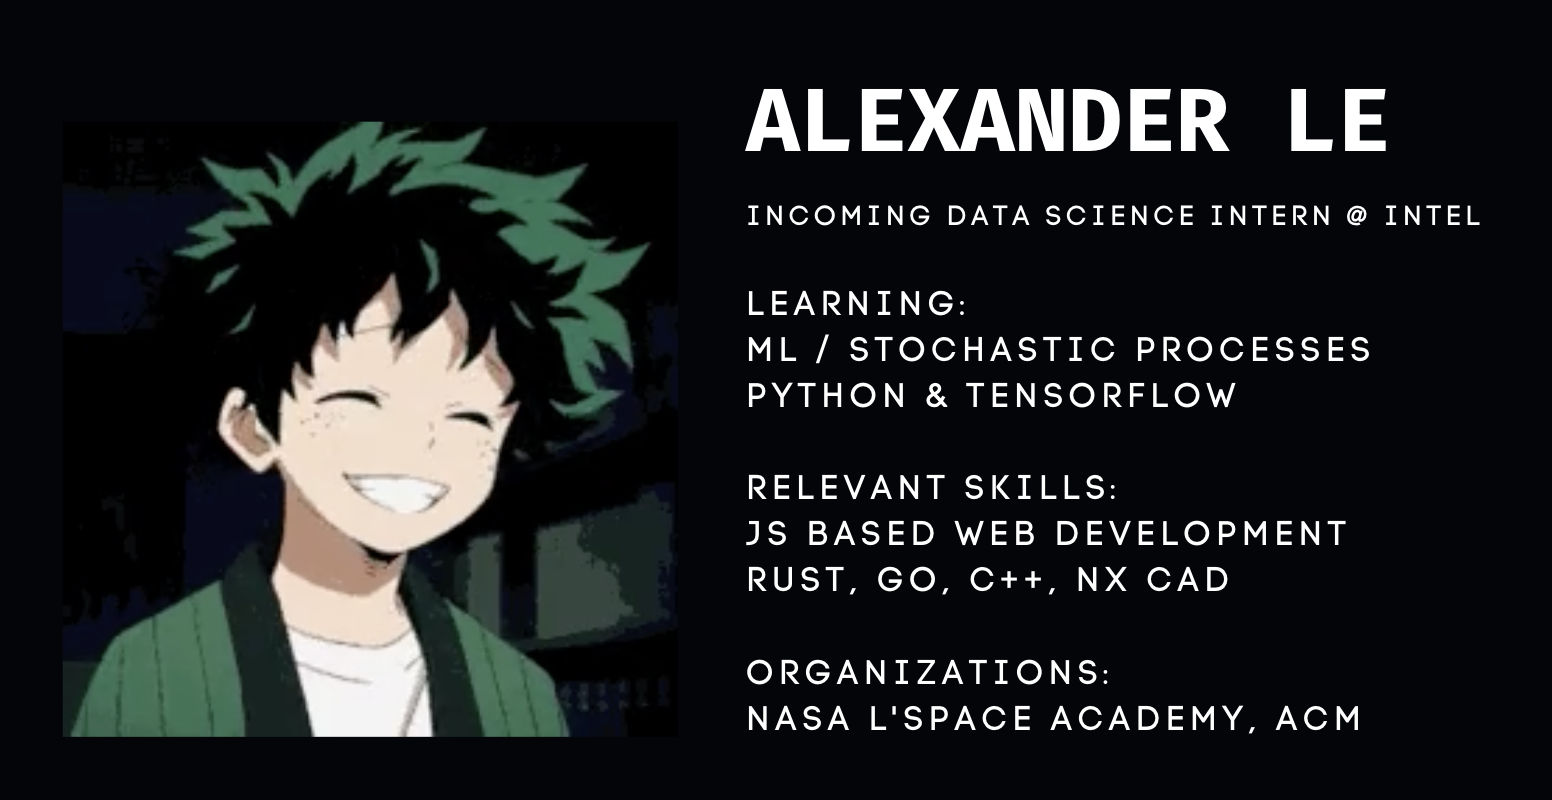 ALEXANDER LE
INCOMING DATA SCIENCE INTERN @ INTEL
LEARNING:
ML / STOCHASTIC PROCESSES
PYTHON & TENSORFLOW
RELEVANT SKILLS:
JS BASED WEB DEVELOPMENT
RUST, GO, C++, NX CAD
ORGANIZATIONS:
NASA L'SPACE ACADEMY, ACM